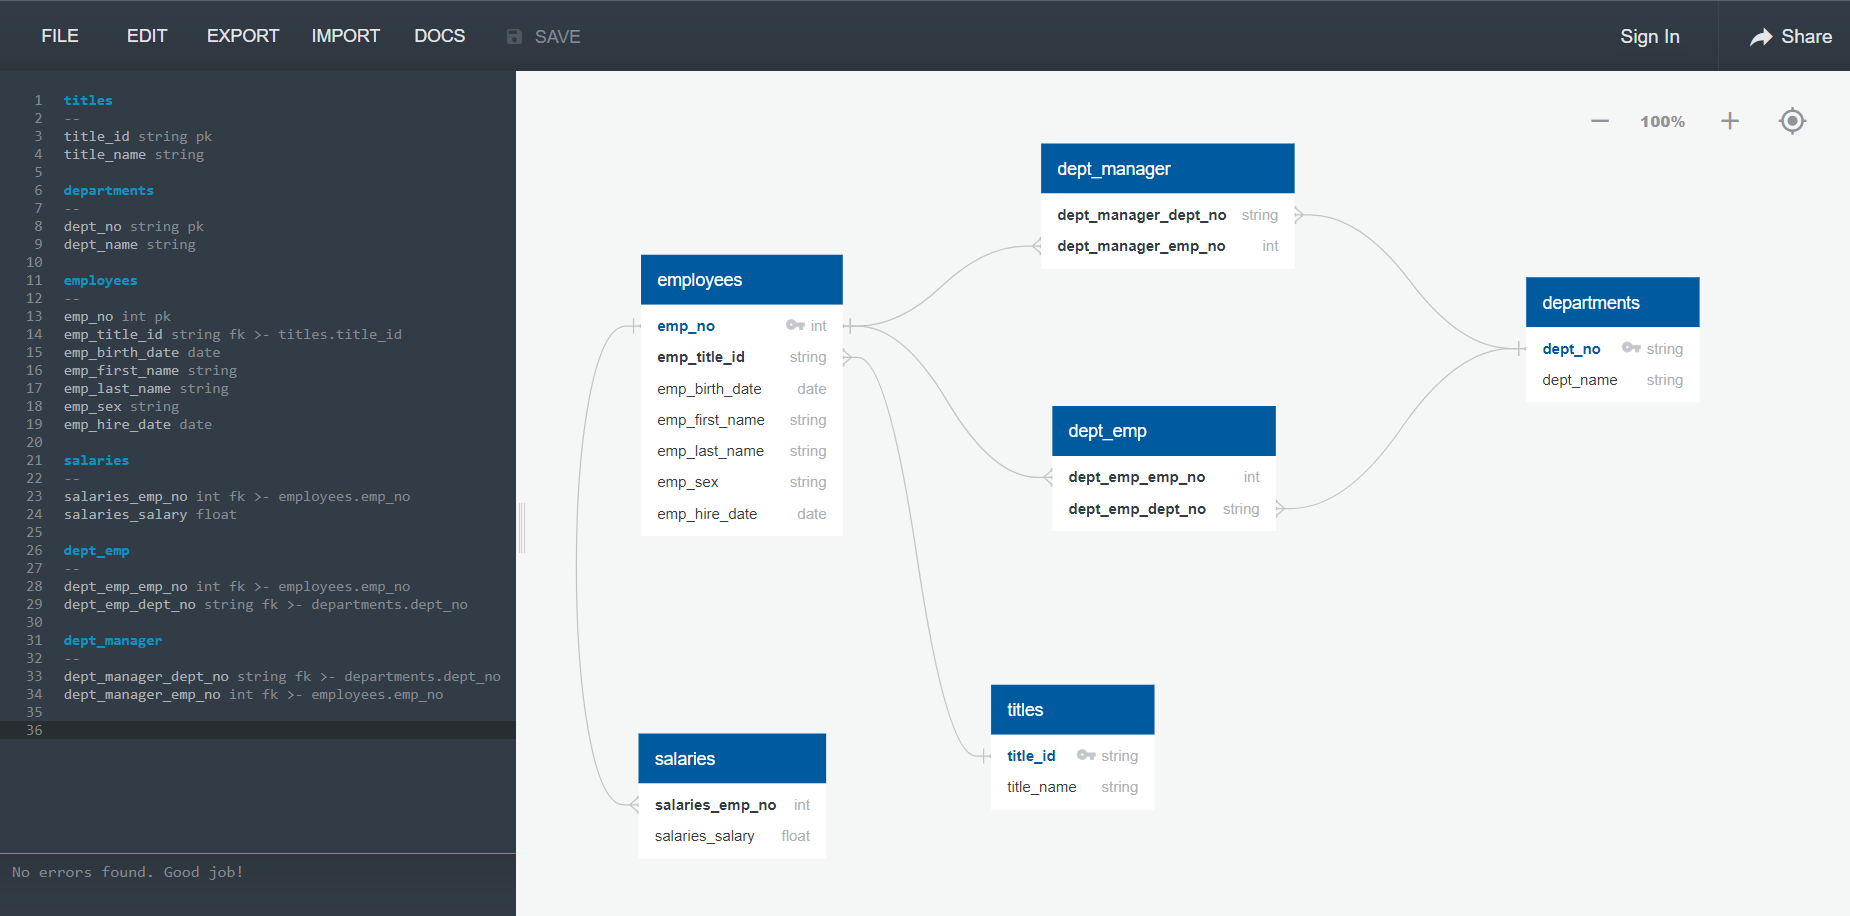 FILE EDIT EXPORT IMPORT DOCS SAVE Sign In Share
1 titles
2 --
3 title_id string pk
4 title_name string
5
6 departments
7 --
8 dept_no string pk
9 dept_name string
10
11 employees
12 --
13 emp_no int pk
14 emp_title_id string fk >- titles.title_id
15 emp_birth_date date
16 emp_first_name string
17 emp_last_name string
18 emp_sex string
19 emp_hire_date date
20
21 salaries
22 --
23 salaries_emp_no int fk >- employees.emp_no
24 salaries_salary float
25
26 dept_emp
27 --
28 dept_emp_emp_no int fk >- employees.emp_no
29 dept_emp_dept_no string fk >- departments.dept_no
30
31 dept_manager
32 --
33 dept_manager_dept_no string fk >- departments.dept_no
34 dept_manager_emp_no int fk >- employees.emp_no
35
36
No errors found. Good job!
100%
dept_manager
dept_manager_dept_no string
dept_manager_emp_no int
employees
emp_no int
emp_title_id string
emp_birth_date date
emp_first_name string
emp_last_name string
emp_sex string
emp_hire_date date
departments
dept_no string
dept_name string
dept_emp
dept_emp_emp_no int
dept_emp_dept_no string
titles
title_id string
title_name string
salaries
salaries_emp_no int
salaries_salary float